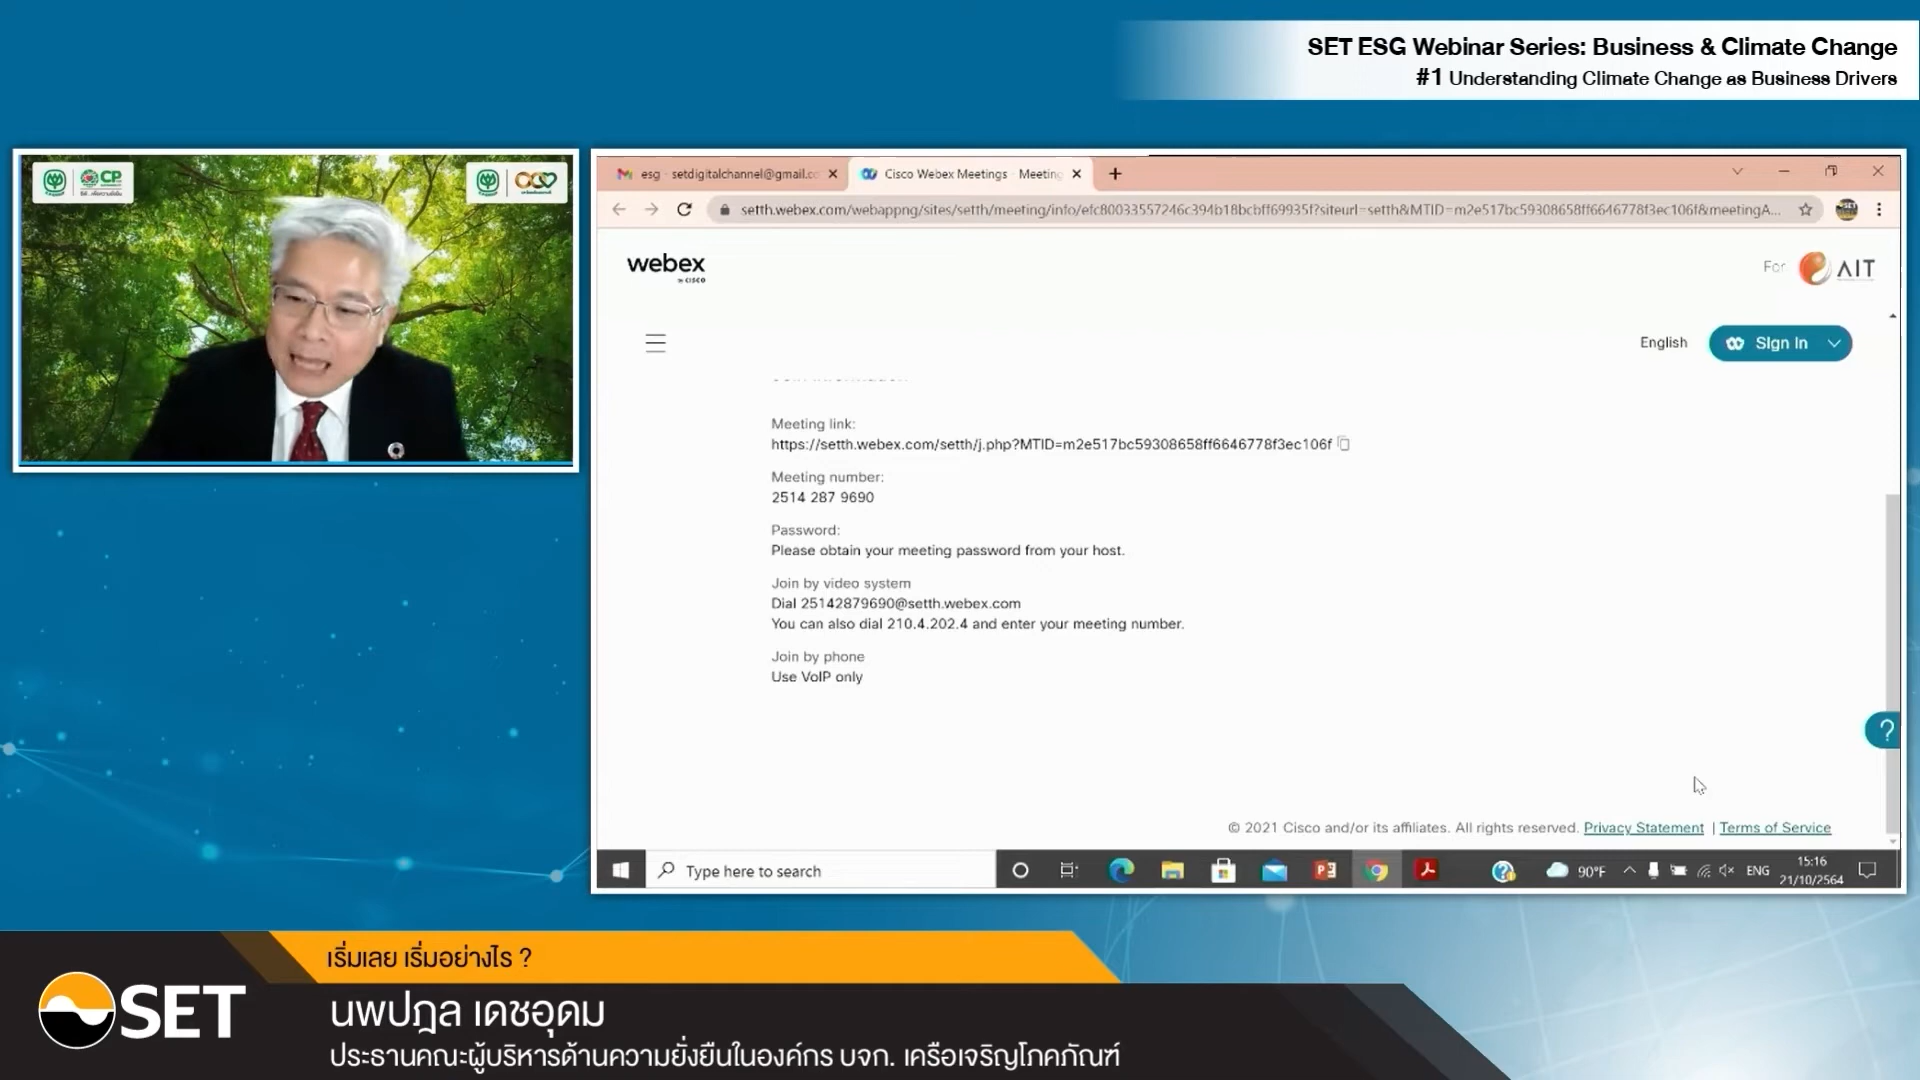 SET ESG Webinar Series: Business & Climate Change
#1 Understanding Climate Change as Business Drivers
CP
esg - setdigitalchannel@gmail.co
Cisco Webex Meetings - Meeting
setth.webex.com/webappng/sites/setth/meeting/info/efc80033557246c394b18bcbff69935f?siteurl=setth&MTID=m2e517bc59308658ff6646778f3ec106f&meetingA...
webex
by CISCO
For AIT
English
Sign In
Meeting link:
https://setth.webex.com/setth/j.php?MTID=m2e517bc59308658ff6646778f3ec106f
Meeting number:
2514 287 9690
Password:
Please obtain your meeting password from your host.
Join by video system
Dial 25142879690@setth.webex.com
You can also dial 210.4.202.4 and enter your meeting number.
Join by phone
Use VoIP only
?
© 2021 Cisco and/or its affiliates. All rights reserved. Privacy Statement | Terms of Service
Type here to search
90°F
ENG
15:16
21/10/2564
เริ่มเลย เริ่มอย่างไร ?
SET
นพปฎล เดชอุดม
ประธานคณะผู้บริหารด้านความยั่งยืนในองค์กร บจก. เครือเจริญโภคภัณฑ์